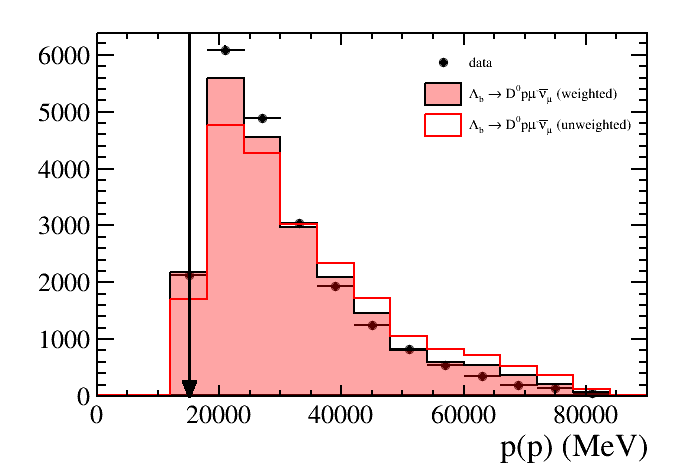 6000
5000
4000
3000
2000
1000
0
data
Λb → D⁰pμ ν̅μ (weighted)
Λb → D⁰pμ ν̅μ (unweighted)
0 20000 40000 60000 80000
p(p) (MeV)